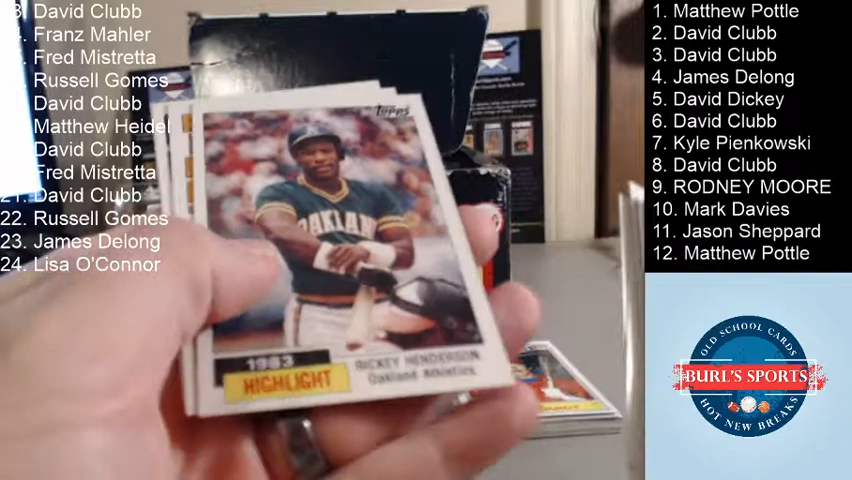 David Clubb
Franz Mahler
Fred Mistretta
Russell Gomes
David Clubb
Matthew Heidel
David Clubb
Fred Mistretta
21. David Clubb
22. Russell Gomes
23. James Delong
24. Lisa O'Connor
Topps
OAKLAND
1983
HIGHLIGHT
RICKEY HENDERSON
Oakland Athletics
1. Matthew Pottle
2. David Clubb
3. David Clubb
4. James Delong
5. David Dickey
6. David Clubb
7. Kyle Pienkowski
8. David Clubb
9. RODNEY MOORE
10. Mark Davies
11. Jason Sheppard
12. Matthew Pottle
OLD SCHOOL CARDS
BURL'S SPORTS
HOT NEW BREAKS